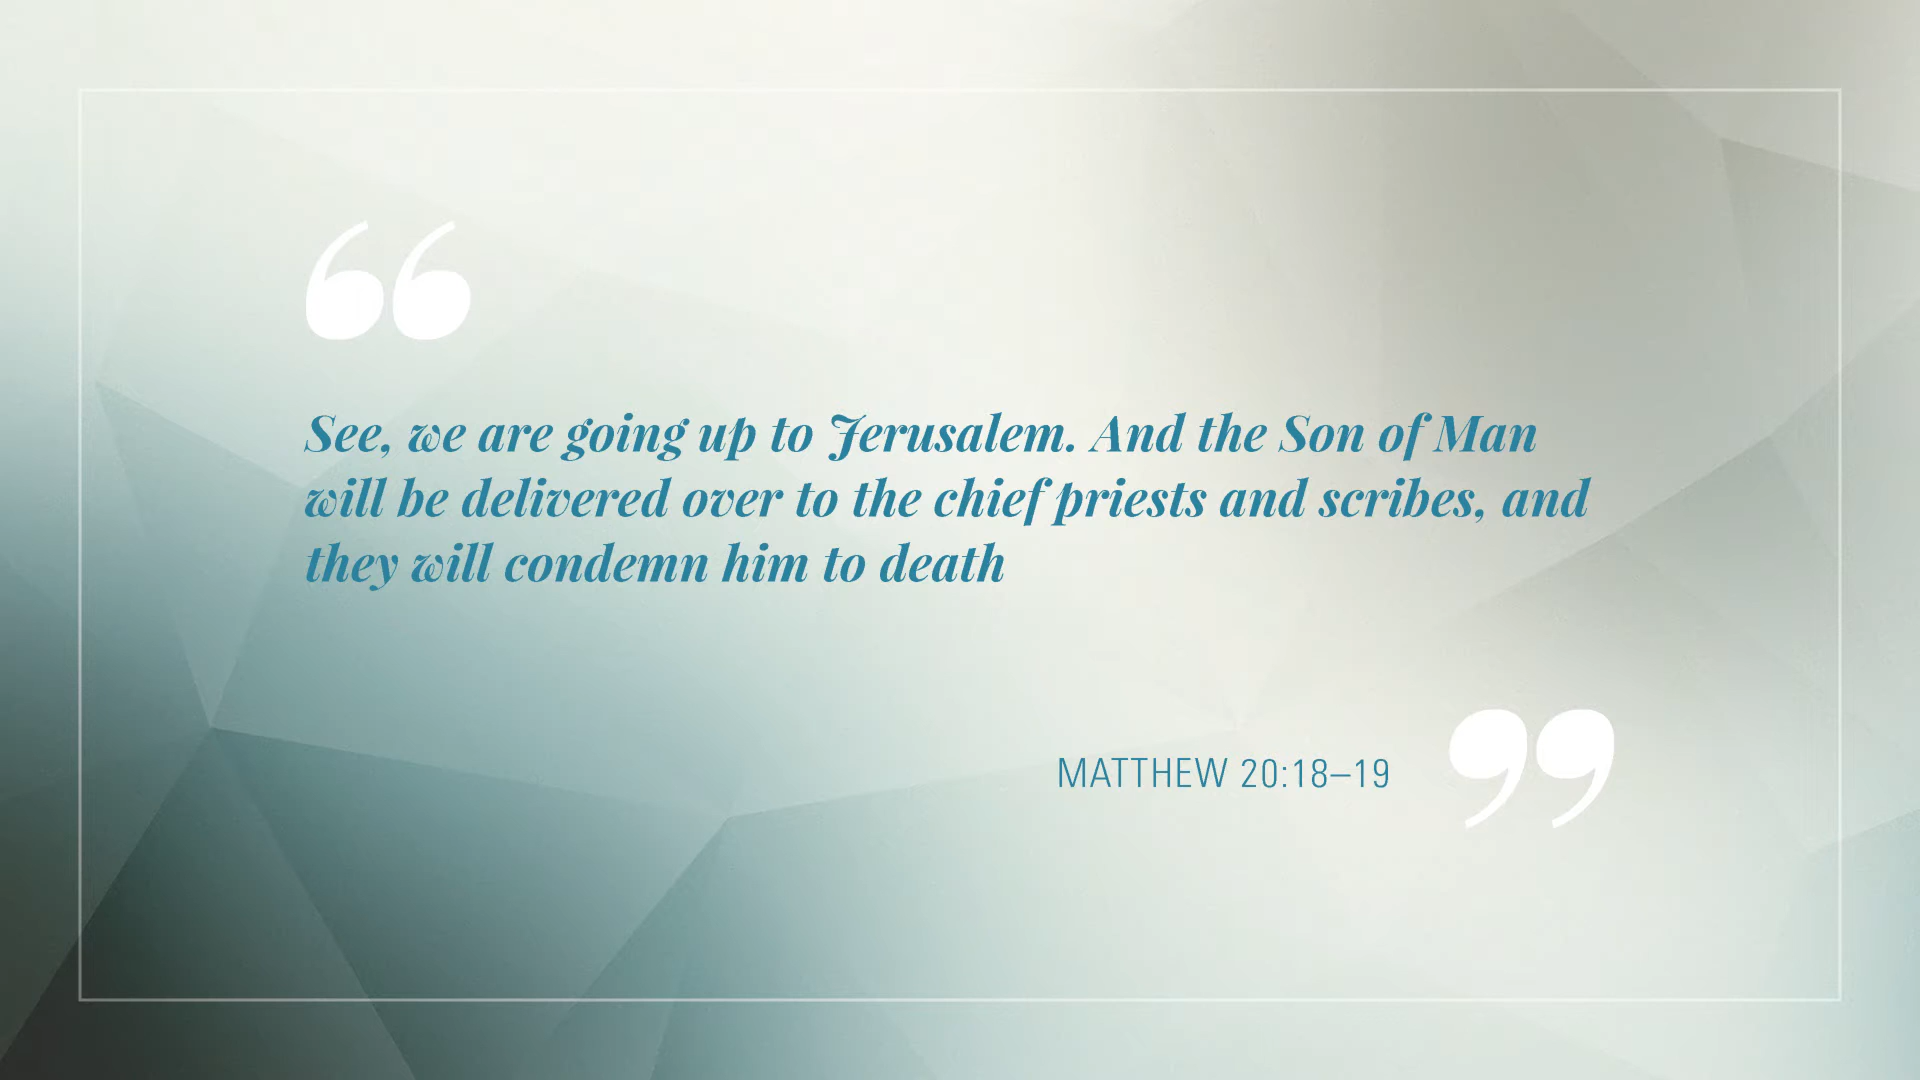 “
See, we are going up to Jerusalem. And the Son of Man
will be delivered over to the chief priests and scribes, and
they will condemn him to death
MATTHEW 20:18–19
”